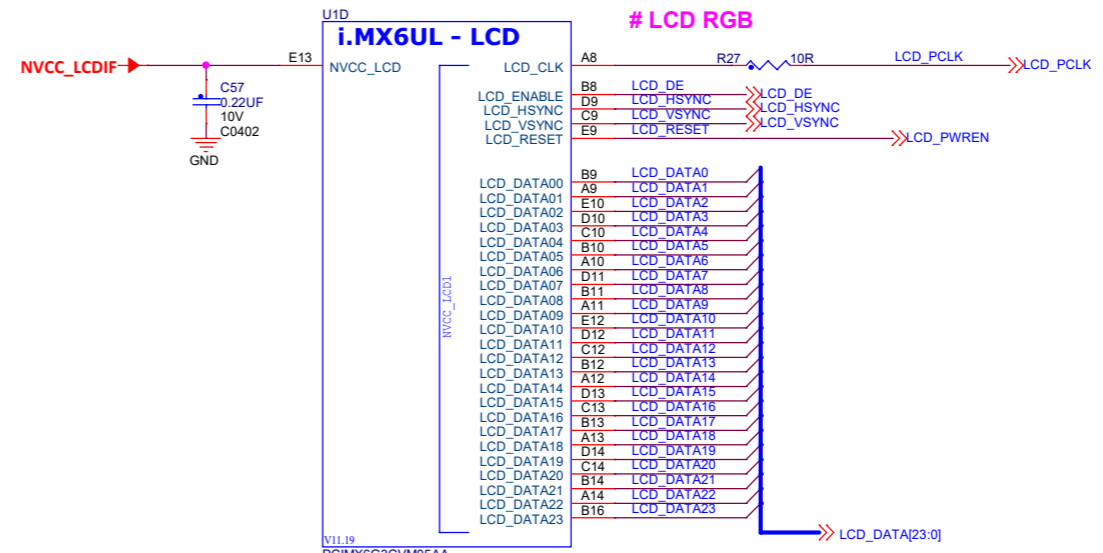 U1D
# LCD RGB
i.MX6UL - LCD
NVCC_LCDIF
E13
NVCC_LCD
LCD_CLK
A8
R27
10R
LCD_PCLK
LCD_PCLK
C57
0.22UF
10V
C0402
GND
LCD_ENABLE
B8
LCD_DE
LCD_DE
LCD_HSYNC
D9
LCD_HSYNC
LCD_HSYNC
LCD_VSYNC
C9
LCD_VSYNC
LCD_VSYNC
LCD_RESET
E9
LCD_RESET
LCD_PWREN
NVCC_LCD1
LCD_DATA00
B9
LCD_DATA0
LCD_DATA01
A9
LCD_DATA1
LCD_DATA02
E10
LCD_DATA2
LCD_DATA03
D10
LCD_DATA3
LCD_DATA04
C10
LCD_DATA4
LCD_DATA05
B10
LCD_DATA5
LCD_DATA06
A10
LCD_DATA6
LCD_DATA07
D11
LCD_DATA7
LCD_DATA08
B11
LCD_DATA8
LCD_DATA09
A11
LCD_DATA9
LCD_DATA10
E12
LCD_DATA10
LCD_DATA11
D12
LCD_DATA11
LCD_DATA12
C12
LCD_DATA12
LCD_DATA13
B12
LCD_DATA13
LCD_DATA14
A12
LCD_DATA14
LCD_DATA15
D13
LCD_DATA15
LCD_DATA16
C13
LCD_DATA16
LCD_DATA17
B13
LCD_DATA17
LCD_DATA18
A13
LCD_DATA18
LCD_DATA19
D14
LCD_DATA19
LCD_DATA20
C14
LCD_DATA20
LCD_DATA21
B14
LCD_DATA21
LCD_DATA22
A14
LCD_DATA22
LCD_DATA23
B16
LCD_DATA23
LCD_DATA[23:0]
V11.19